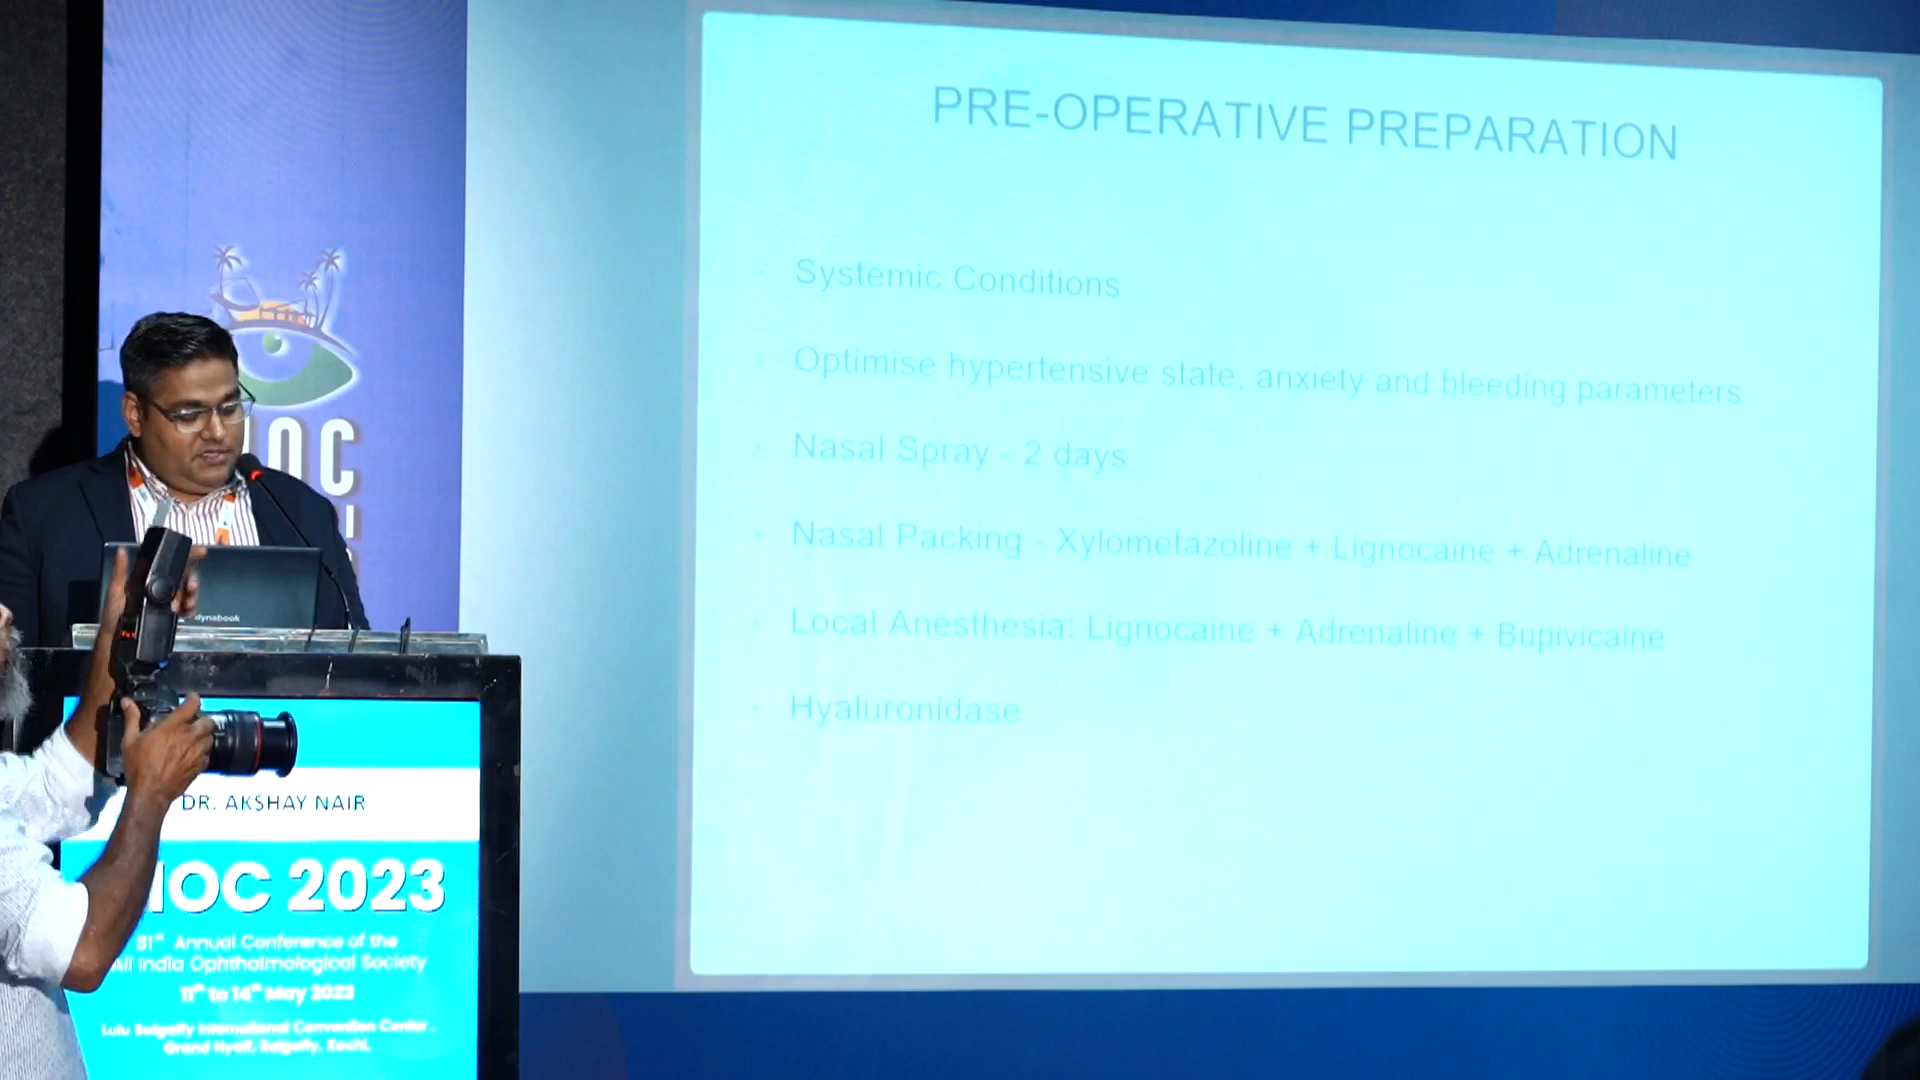 PRE-OPERATIVE PREPARATION
Systemic Conditions
Optimise hypertensive state, anxiety and bleeding parameters
Nasal Spray - 2 days
Nasal Packing - Xylometazoline + Lignocaine + Adrenaline
Local Anesthesia: Lignocaine + Adrenaline + Bupivicaine
Hyaluronidase
IOC
dynabook
DR. AKSHAY NAIR
IOC 2023
81st Annual Conference of the
All India Ophthalmological Society
11th to 14th May 2023
Lulu Bolgatty International Convention Center,
Grand Hyatt, Bolgatty, Kochi,